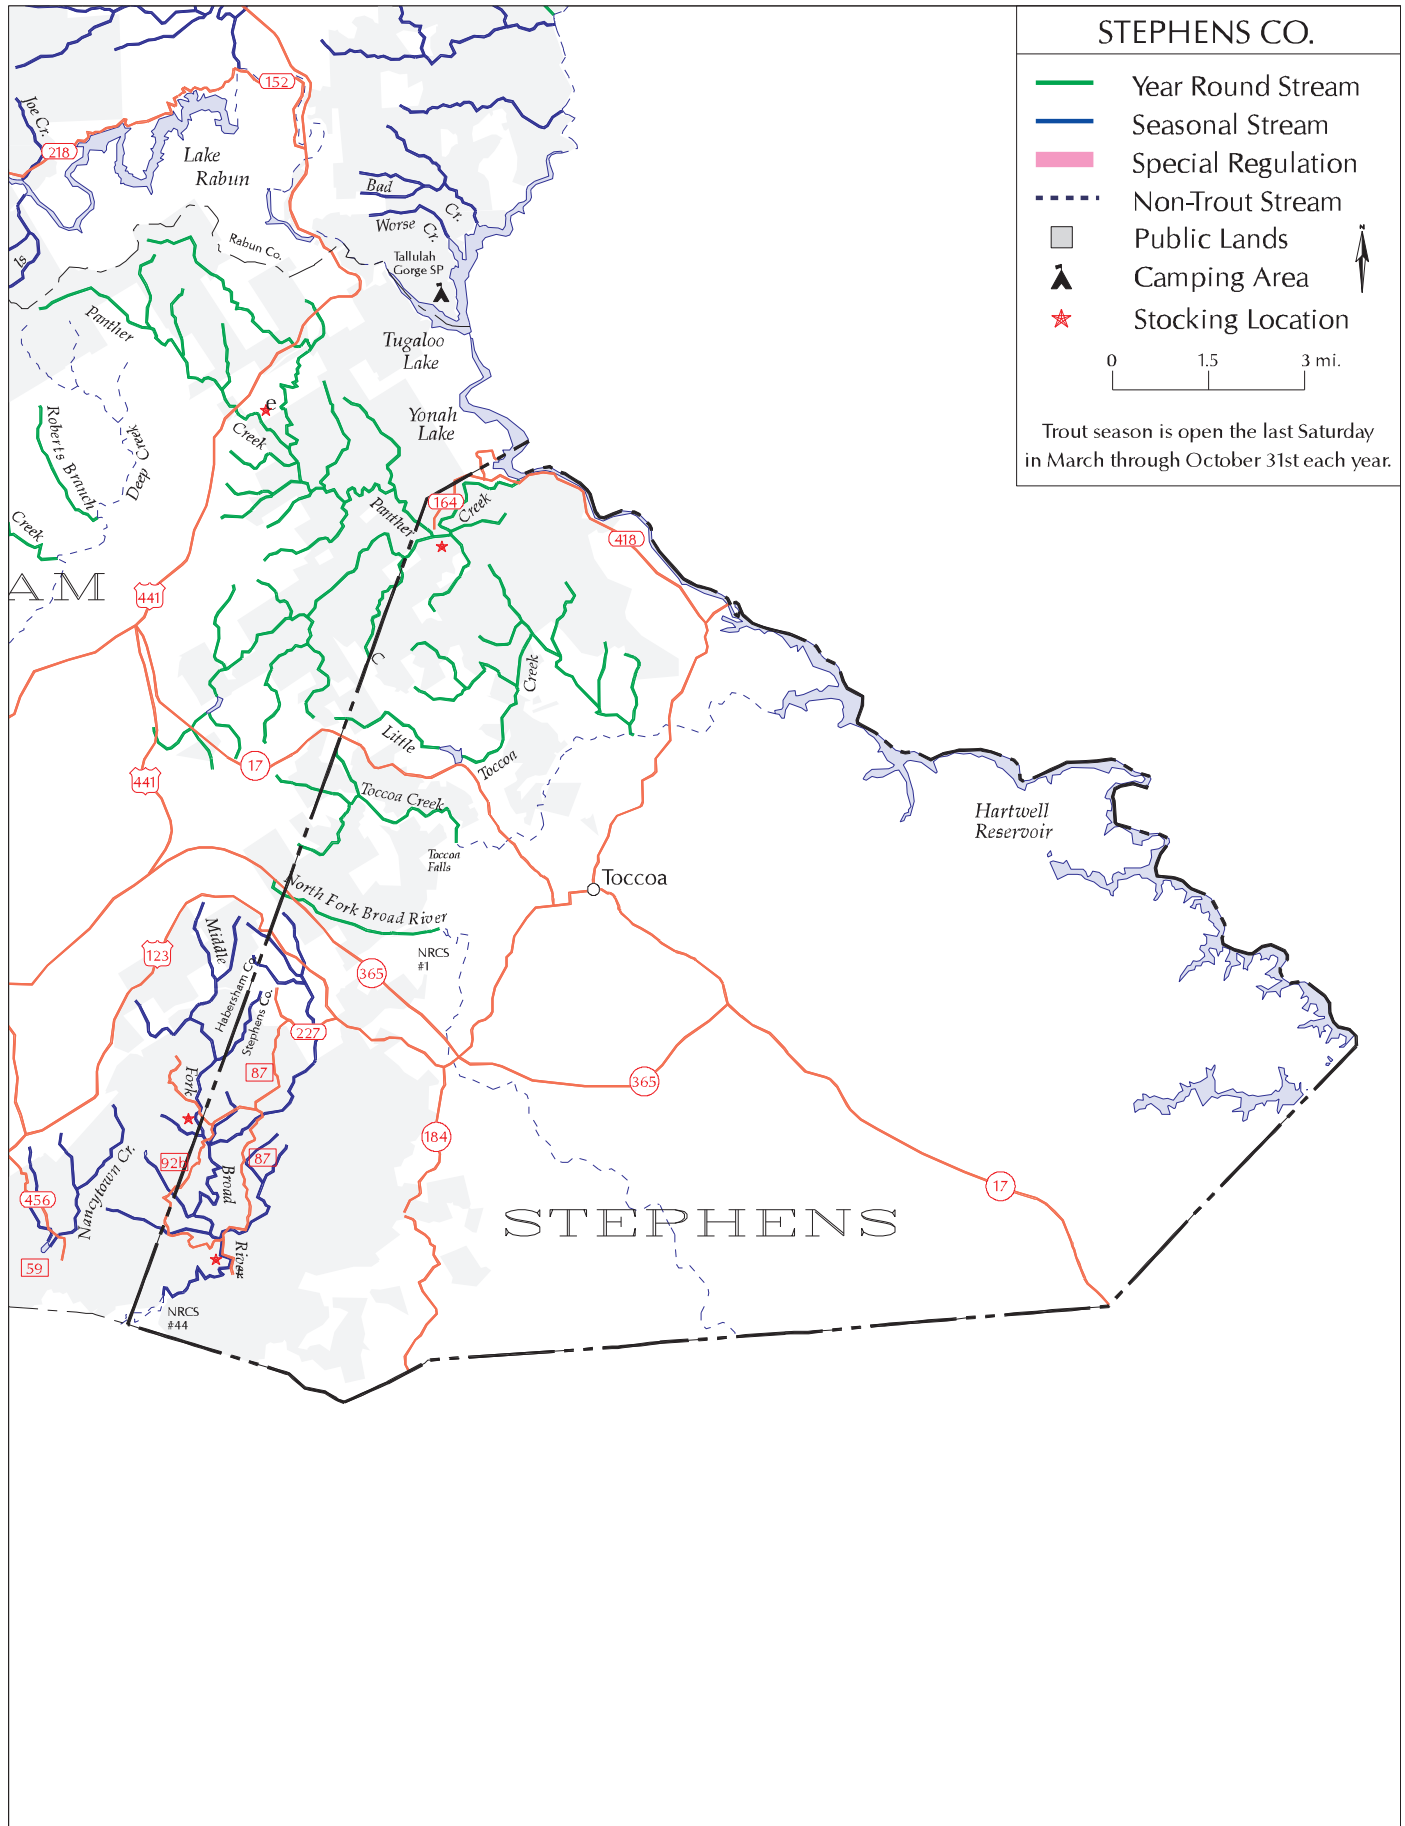 STEPHENS CO.
Year Round Stream
Seasonal Stream
Special Regulation
Non-Trout Stream
Public Lands
Camping Area
Stocking Location
N
0 1.5 3 mi.
Trout season is open the last Saturday
in March through October 31st each year.
152
Joe Cr.
218
Lake
Rabun
Bad
Cr.
Worse
Cr.
Rabun Co.
Tallulah
Gorge SP
1s
Panther
Tugaloo
Lake
e
Yonah
Lake
Creek
Roberts Branch
Deep Creek
Creek
Panther
164
Creek
418
AM
441
C
Creek
Little
Toccoa
17
441
Toccoa Creek
Hartwell
Reservoir
Toccoa
Falls
Toccoa
North Fork Broad River
Middle
123
NRCS
#1
365
Habersham Co.
Stephens Co.
227
87
Fork
365
184
92b
87
Broad
Nancytown Cr.
456
17
STEPHENS
River
59
NRCS
#44